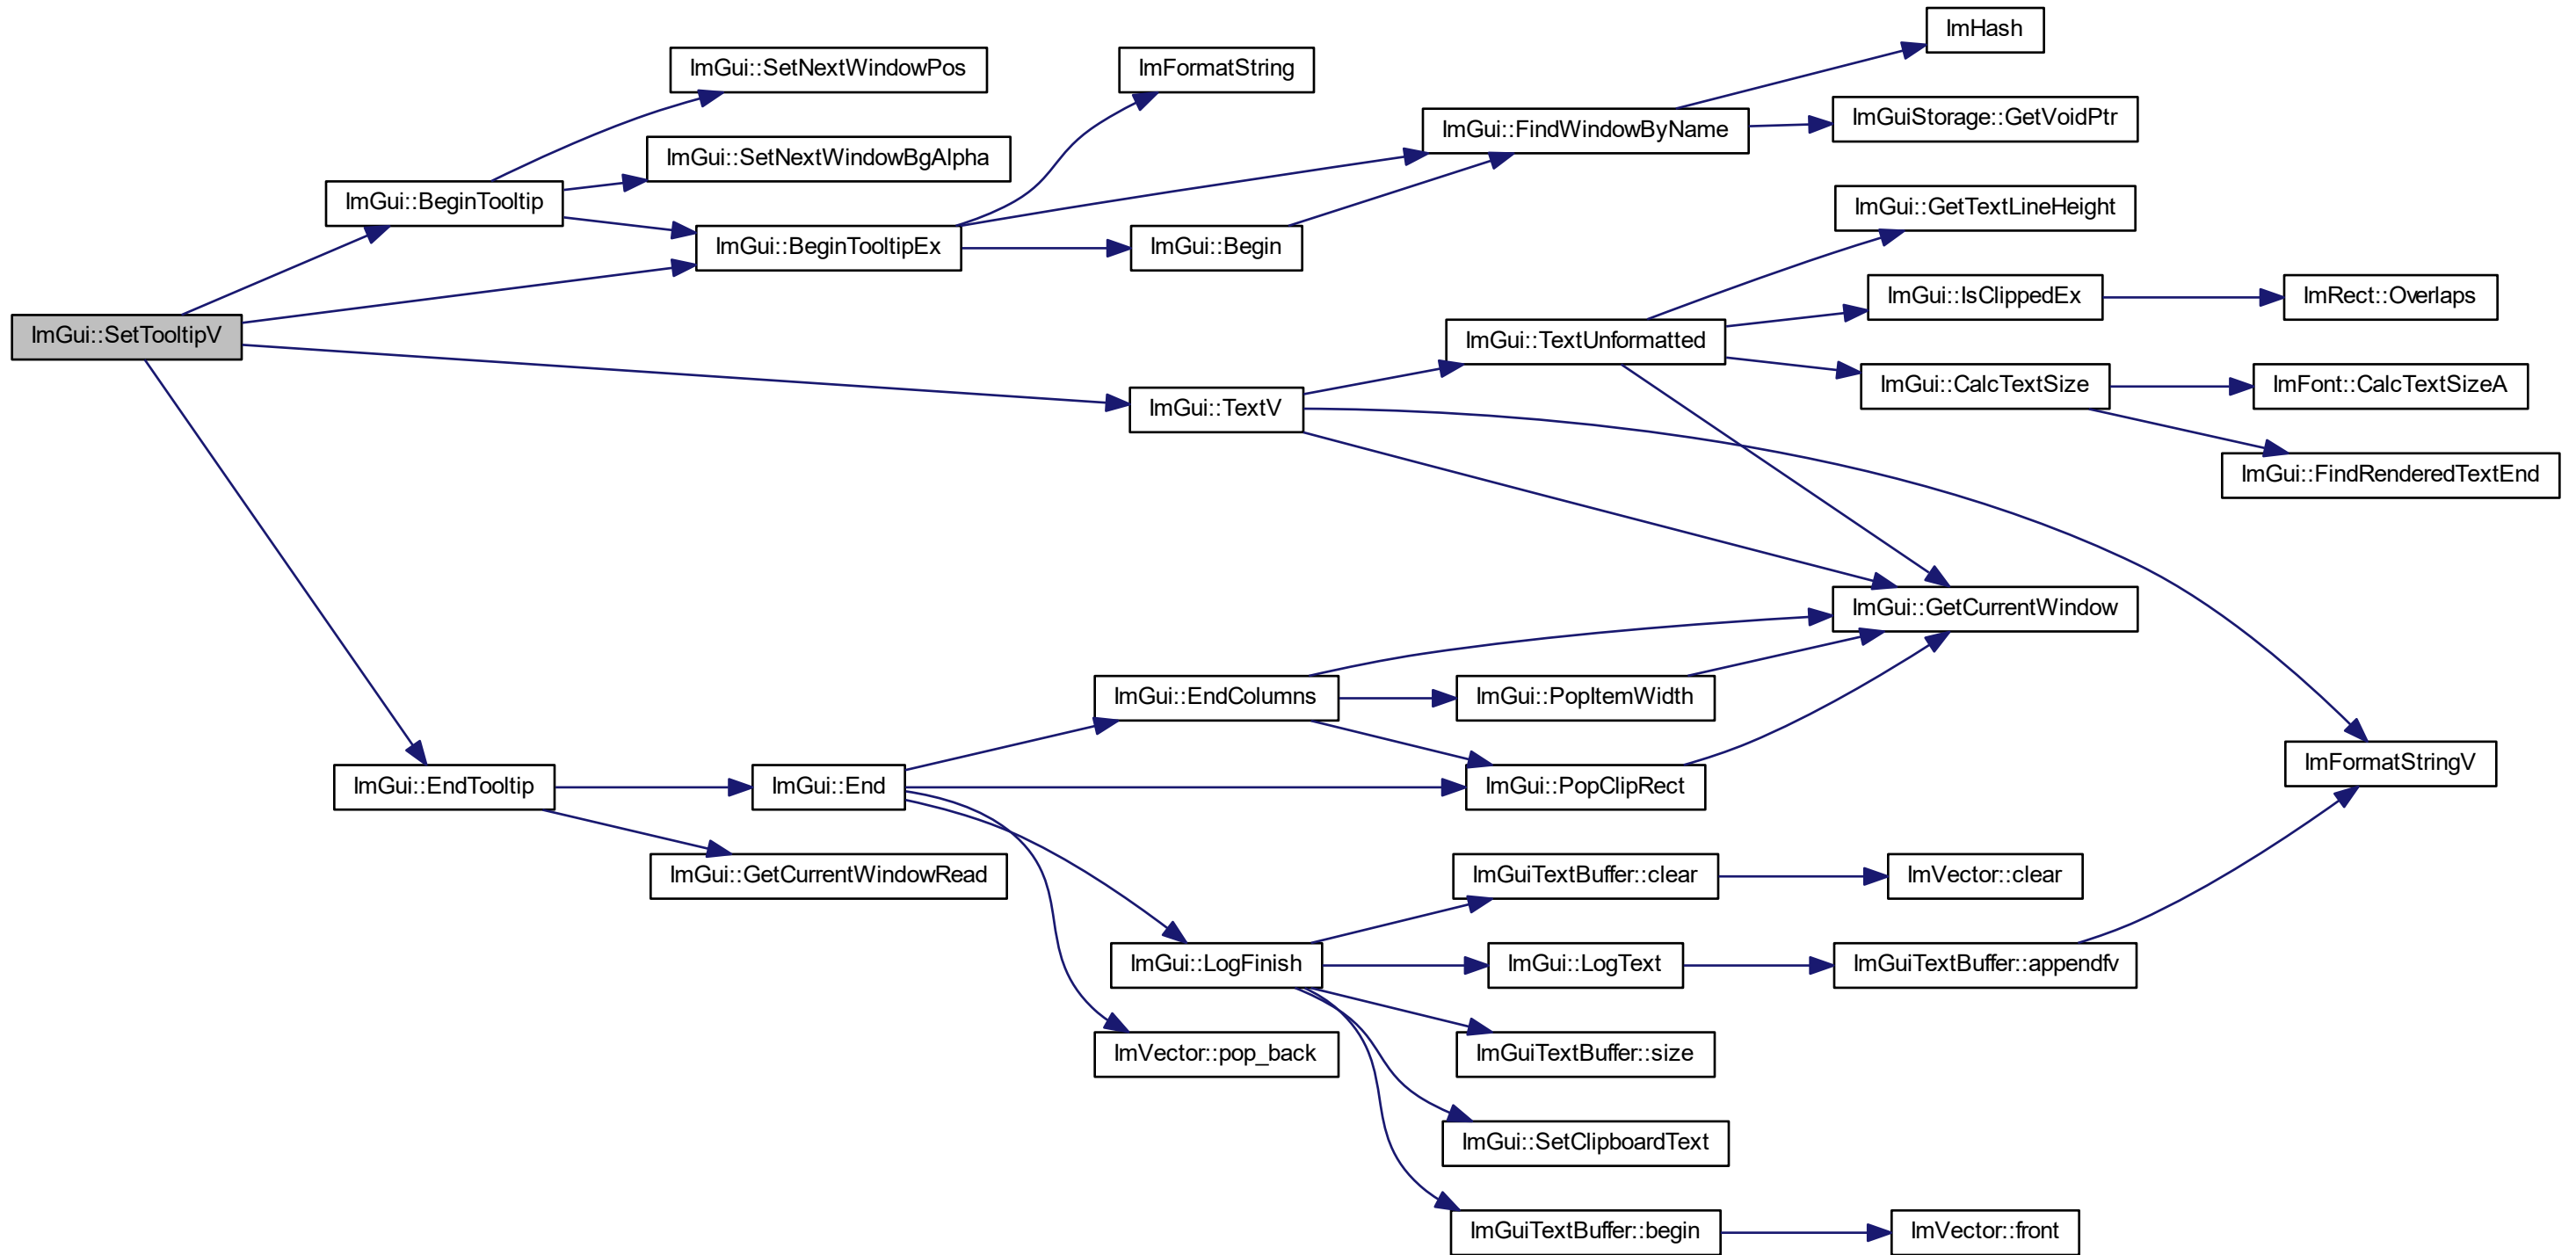 ImHash
ImGui::SetNextWindowPos
ImFormatString
ImGuiStorage::GetVoidPtr
ImGui::FindWindowByName
ImGui::SetNextWindowBgAlpha
ImGui::BeginTooltip
ImGui::GetTextLineHeight
ImGui::BeginTooltipEx
ImGui::Begin
ImGui::IsClippedEx
ImRect::Overlaps
ImGui::SetTooltipV
ImGui::TextUnformatted
ImGui::CalcTextSize
ImFont::CalcTextSizeA
ImGui::TextV
ImGui::FindRenderedTextEnd
ImGui::GetCurrentWindow
ImGui::EndColumns
ImGui::PopItemWidth
ImFormatStringV
ImGui::EndTooltip
ImGui::End
ImGui::PopClipRect
ImGui::GetCurrentWindowRead
ImGuiTextBuffer::clear
ImVector::clear
ImGui::LogFinish
ImGui::LogText
ImGuiTextBuffer::appendfv
ImVector::pop_back
ImGuiTextBuffer::size
ImGui::SetClipboardText
ImGuiTextBuffer::begin
ImVector::front